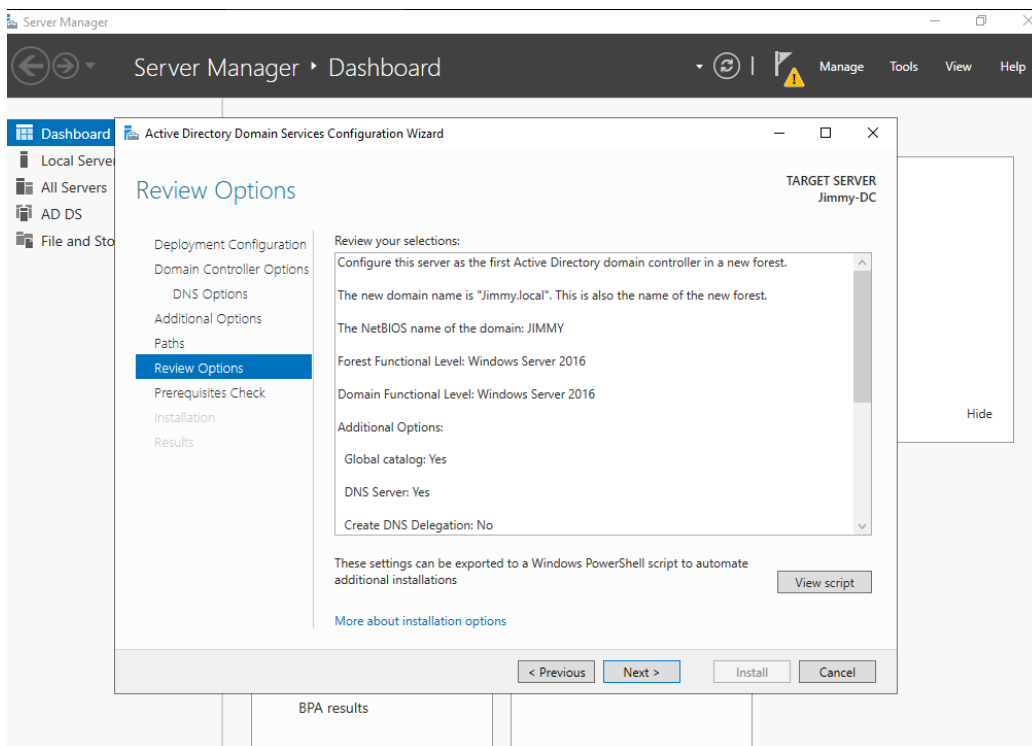 Server Manager
Server Manager ‣ Dashboard
Manage Tools View Help
Dashboard
Local Serve
All Servers
AD DS
File and Sto
Active Directory Domain Services Configuration Wizard
Review Options
TARGET SERVER
Jimmy-DC
Deployment Configuration
Domain Controller Options
DNS Options
Additional Options
Paths
Review Options
Prerequisites Check
Installation
Results
Review your selections:
Configure this server as the first Active Directory domain controller in a new forest.
The new domain name is "Jimmy.local". This is also the name of the new forest.
The NetBIOS name of the domain: JIMMY
Forest Functional Level: Windows Server 2016
Domain Functional Level: Windows Server 2016
Additional Options:
Global catalog: Yes
DNS Server: Yes
Create DNS Delegation: No
These settings can be exported to a Windows PowerShell script to automate
additional installations
View script
More about installation options
< Previous Next > Install Cancel
Hide
BPA results